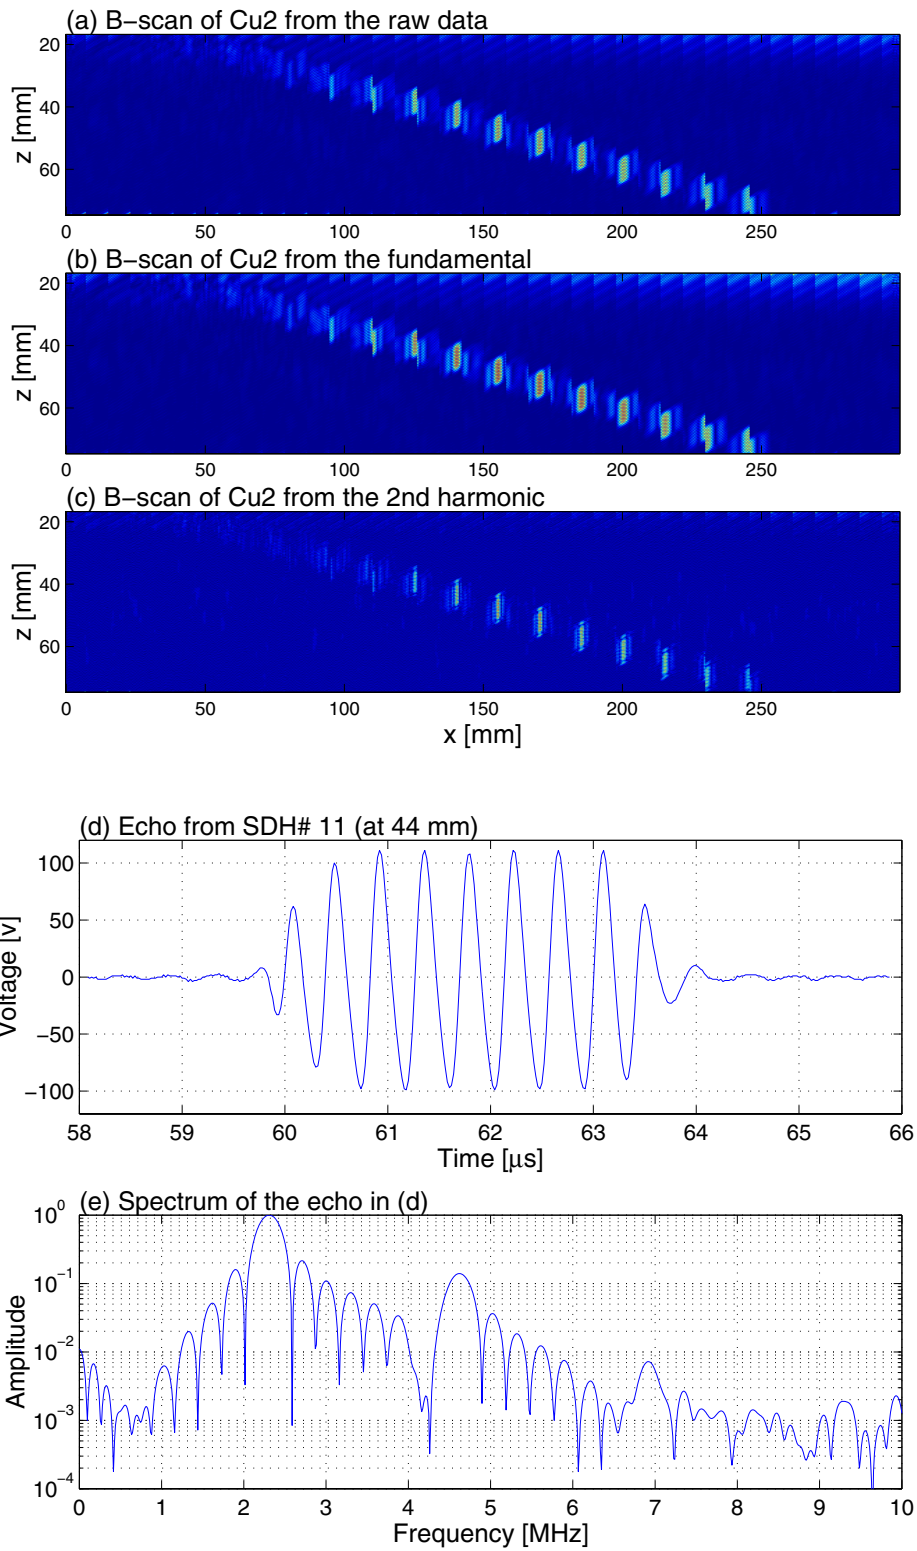 (a) B−scan of Cu2 from the raw data
20
40
60
z [mm]
0 50 100 150 200 250
(b) B−scan of Cu2 from the fundamental
20
40
60
z [mm]
0 50 100 150 200 250
(c) B−scan of Cu2 from the 2nd harmonic
20
40
60
z [mm]
0 50 100 150 200 250
x [mm]
(d) Echo from SDH# 11 (at 44 mm)
100
50
0
−50
−100
Voltage [v]
58 59 60 61 62 63 64 65 66
Time [μs]
(e) Spectrum of the echo in (d)
10⁰
10⁻¹
10⁻²
10⁻³
10⁻⁴
Amplitude
0 1 2 3 4 5 6 7 8 9 10
Frequency [MHz]